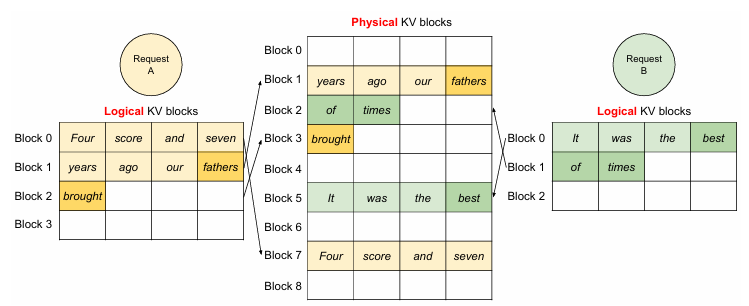 Physical KV blocks
Request
A
Logical KV blocks
Block 0 Four score and seven
Block 1 years ago our fathers
Block 2 brought
Block 3
Block 0
Block 1 years ago our fathers
Block 2 of times
Block 3 brought
Block 4
Block 5 It was the best
Block 6
Block 7 Four score and seven
Block 8
Request
B
Logical KV blocks
Block 0 It was the best
Block 1 of times
Block 2